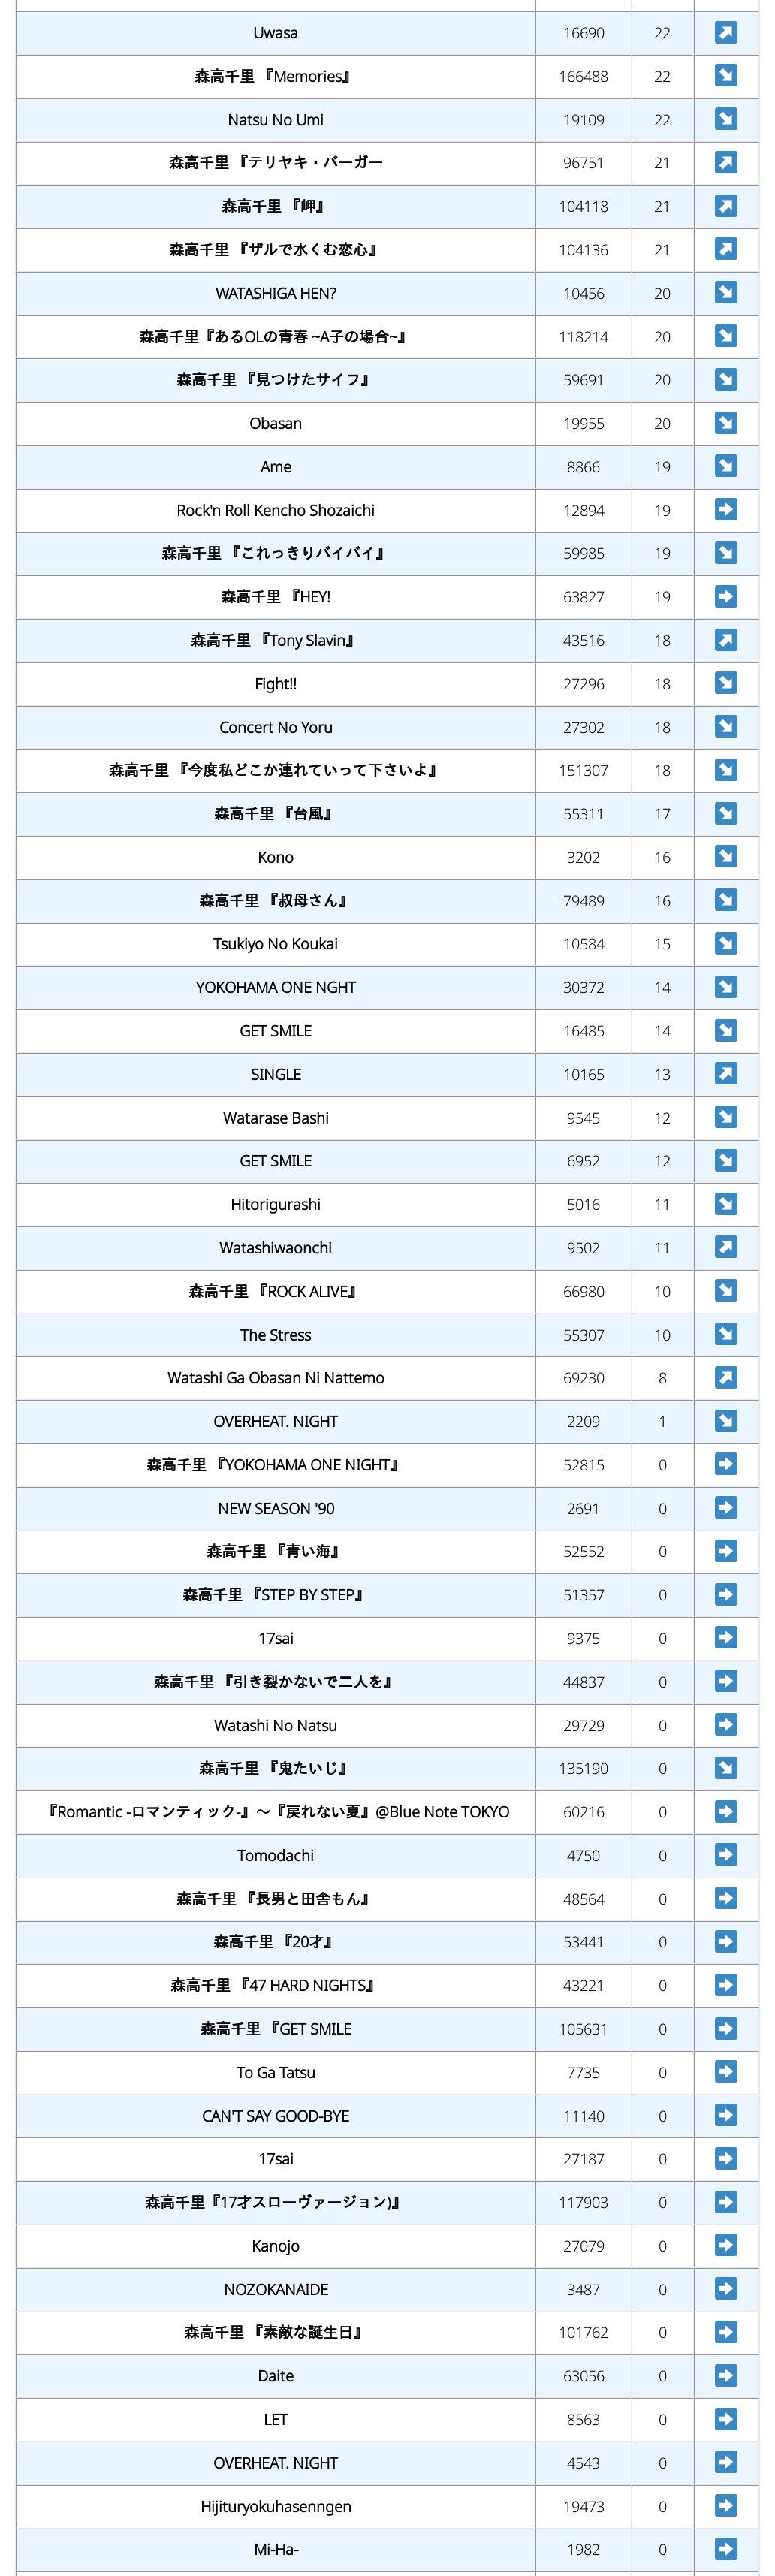 Uwasa 16690 22
森高千里 『Memories』 166488 22
Natsu No Umi 19109 22
森高千里 『テリヤキ・バーガー 96751 21
森高千里 『岬』 104118 21
森高千里 『ザルで水くむ恋心』 104136 21
WATASHIGA HEN? 10456 20
森高千里『あるOLの青春 ~A子の場合~』 118214 20
森高千里 『見つけたサイフ』 59691 20
Obasan 19955 20
Ame 8866 19
Rock'n Roll Kencho Shozaichi 12894 19
森高千里 『これっきりバイバイ』 59985 19
森高千里 『HEY! 63827 19
森高千里 『Tony Slavin』 43516 18
Fight!! 27296 18
Concert No Yoru 27302 18
森高千里 『今度私どこか連れていって下さいよ』 151307 18
森高千里 『台風』 55311 17
Kono 3202 16
森高千里 『叔母さん』 79489 16
Tsukiyo No Koukai 10584 15
YOKOHAMA ONE NGHT 30372 14
GET SMILE 16485 14
SINGLE 10165 13
Watarase Bashi 9545 12
GET SMILE 6952 12
Hitorigurashi 5016 11
Watashiwaonchi 9502 11
森高千里 『ROCK ALIVE』 66980 10
The Stress 55307 10
Watashi Ga Obasan Ni Nattemo 69230 8
OVERHEAT. NIGHT 2209 1
森高千里 『YOKOHAMA ONE NIGHT』 52815 0
NEW SEASON '90 2691 0
森高千里 『青い海』 52552 0
森高千里 『STEP BY STEP』 51357 0
17sai 9375 0
森高千里 『引き裂かないで二人を』 44837 0
Watashi No Natsu 29729 0
森高千里 『鬼たいじ』 135190 0
『Romantic -ロマンティック-』～『戻れない夏』@Blue Note TOKYO 60216 0
Tomodachi 4750 0
森高千里 『長男と田舎もん』 48564 0
森高千里 『20才』 53441 0
森高千里 『47 HARD NIGHTS』 43221 0
森高千里 『GET SMILE 105631 0
To Ga Tatsu 7735 0
CAN'T SAY GOOD-BYE 11140 0
17sai 27187 0
森高千里『17才スローヴァージョン)』 117903 0
Kanojo 27079 0
NOZOKANAIDE 3487 0
森高千里 『素敵な誕生日』 101762 0
Daite 63056 0
LET 8563 0
OVERHEAT. NIGHT 4543 0
Hijituryokuhasenngen 19473 0
Mi-Ha- 1982 0